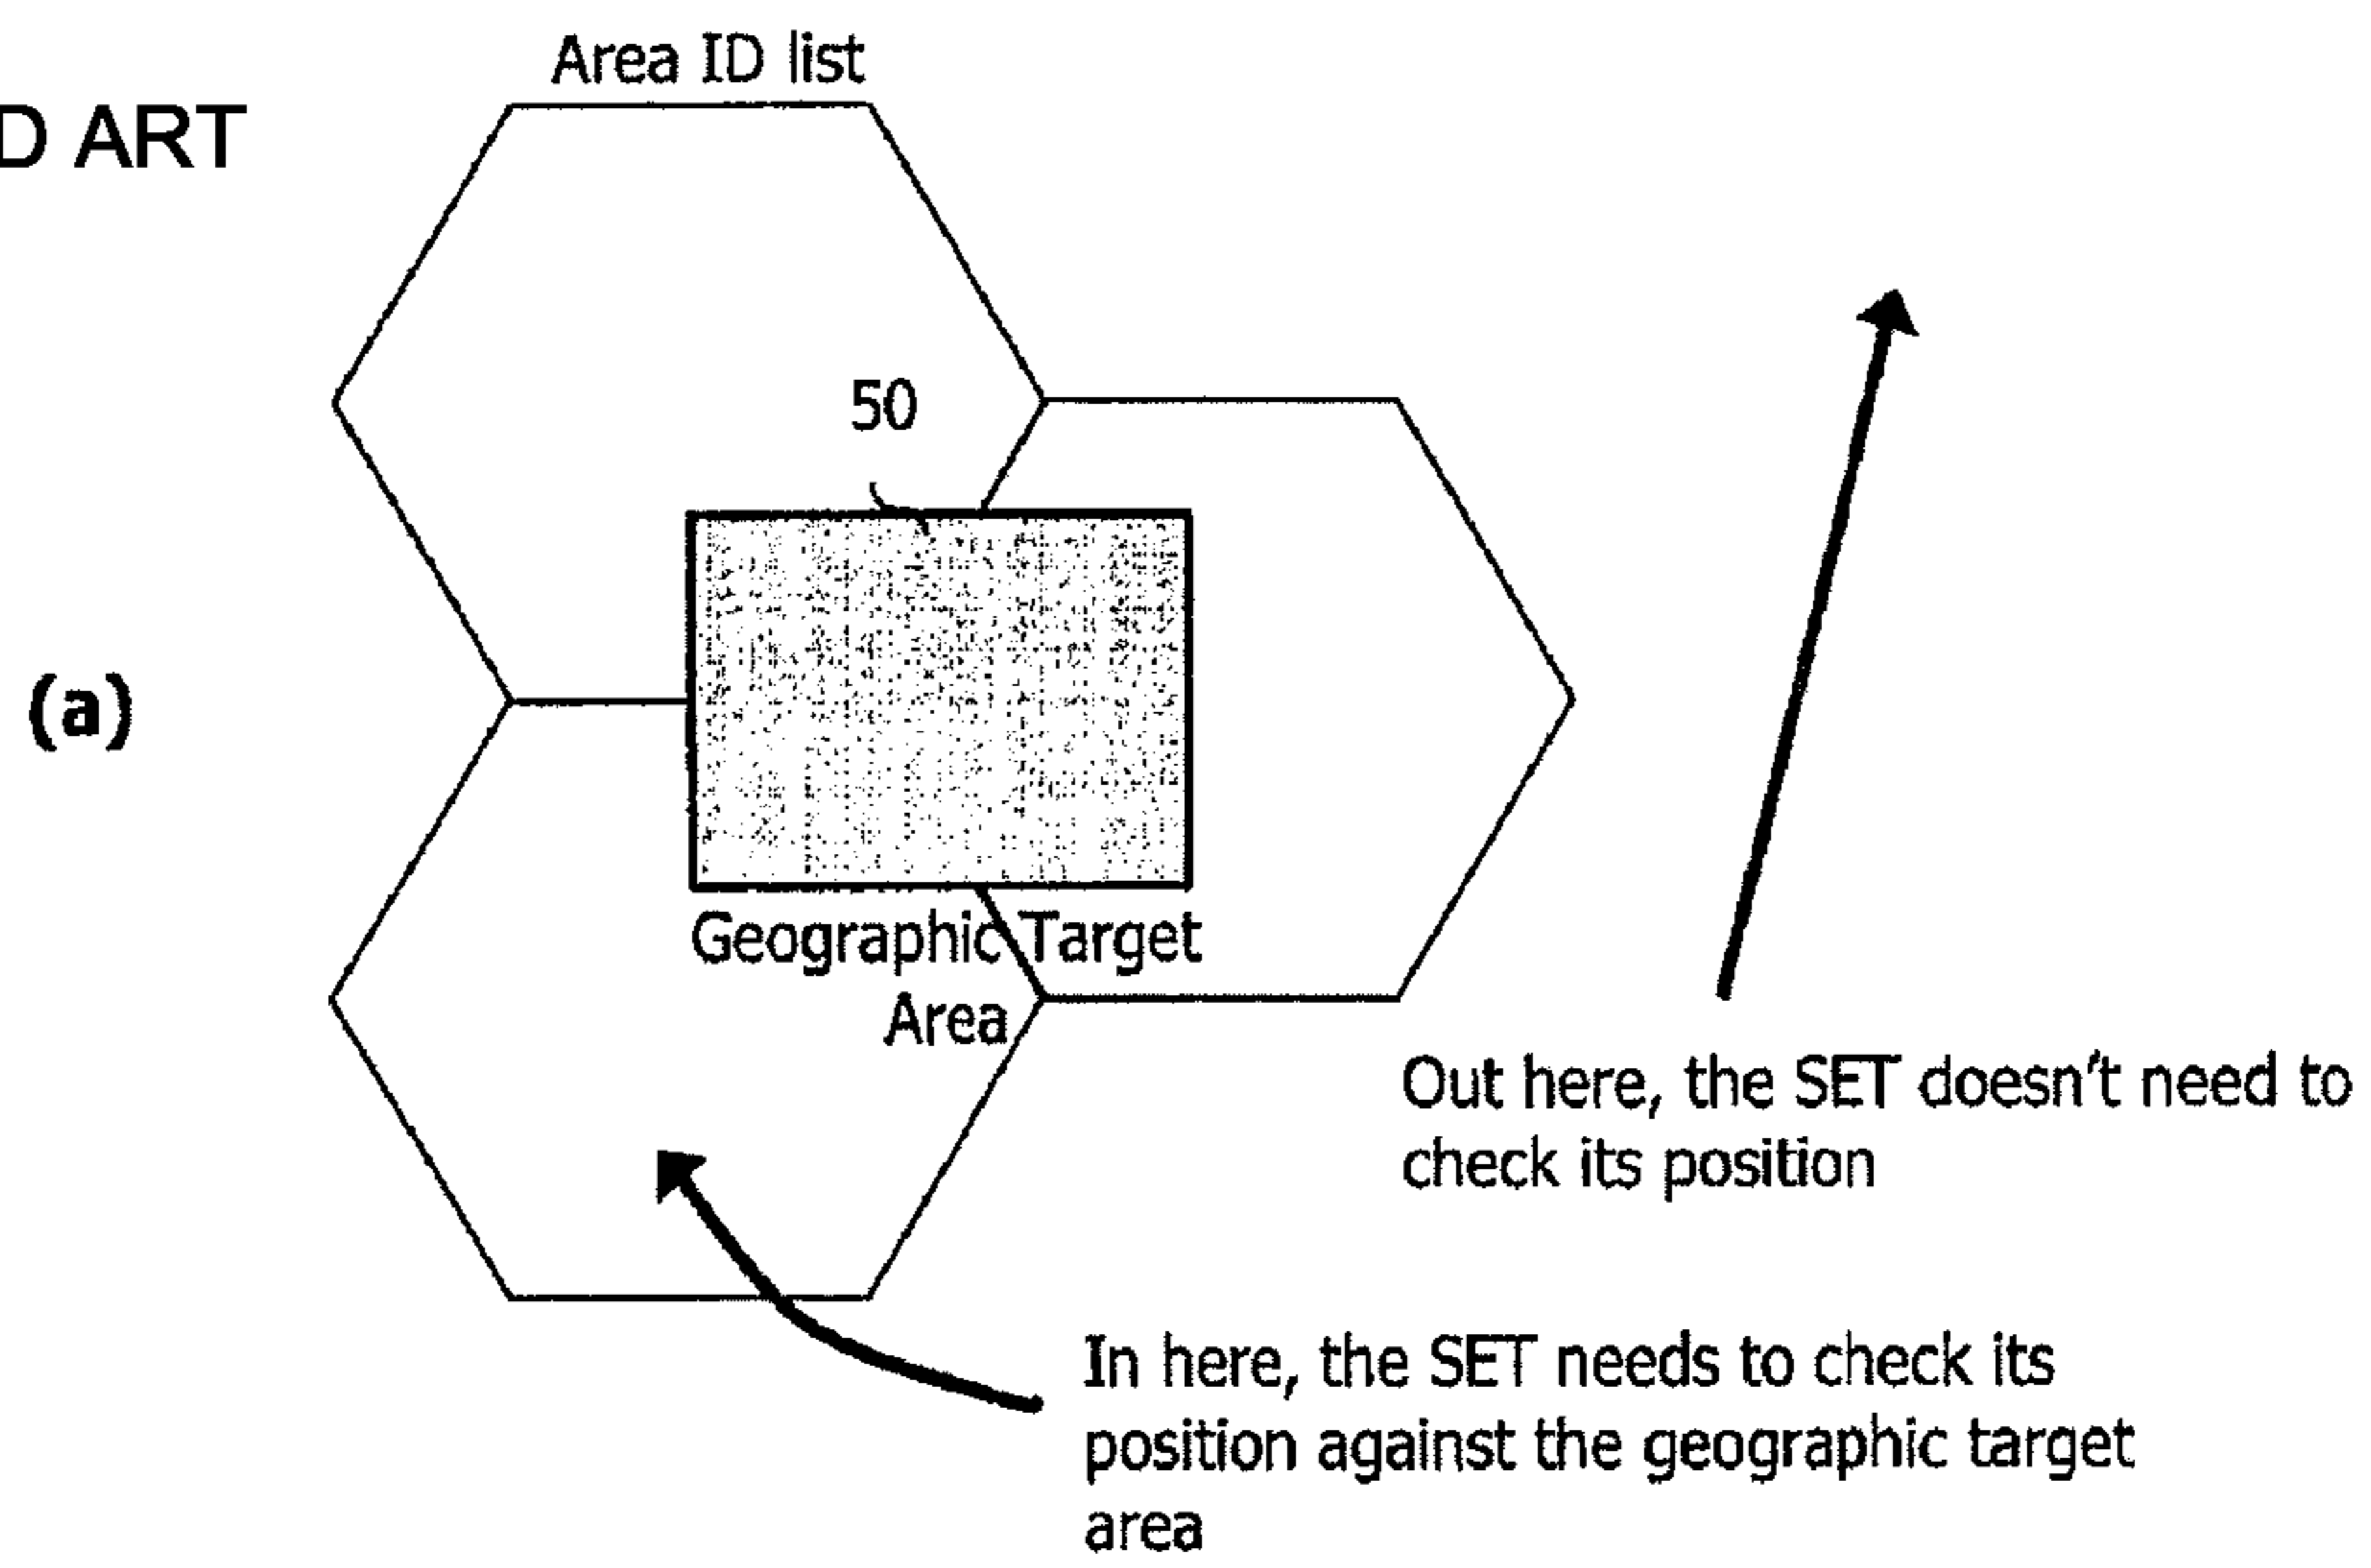 Area ID list
D ART
50
(a)
Geographic Target
Area
Out here, the SET doesn't need to
check its position
In here, the SET needs to check its
position against the geographic target
area